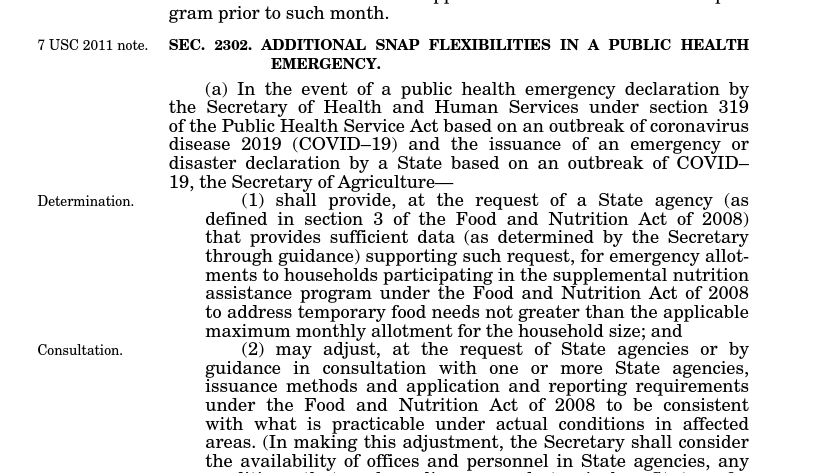 gram prior to such month.
7 USC 2011 note.
SEC. 2302. ADDITIONAL SNAP FLEXIBILITIES IN A PUBLIC HEALTH
EMERGENCY.
(a) In the event of a public health emergency declaration by
the Secretary of Health and Human Services under section 319
of the Public Health Service Act based on an outbreak of coronavirus
disease 2019 (COVID–19) and the issuance of an emergency or
disaster declaration by a State based on an outbreak of COVID–
19, the Secretary of Agriculture—
Determination.
(1) shall provide, at the request of a State agency (as
defined in section 3 of the Food and Nutrition Act of 2008)
that provides sufficient data (as determined by the Secretary
through guidance) supporting such request, for emergency allot-
ments to households participating in the supplemental nutrition
assistance program under the Food and Nutrition Act of 2008
to address temporary food needs not greater than the applicable
maximum monthly allotment for the household size; and
Consultation.
(2) may adjust, at the request of State agencies or by
guidance in consultation with one or more State agencies,
issuance methods and application and reporting requirements
under the Food and Nutrition Act of 2008 to be consistent
with what is practicable under actual conditions in affected
areas. (In making this adjustment, the Secretary shall consider
the availability of offices and personnel in State agencies, any